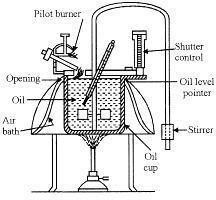 Pilot burner
Shutter
control
Opening
Oil level
pointer
Oil
Air
bath
Stirrer
Oil
cup